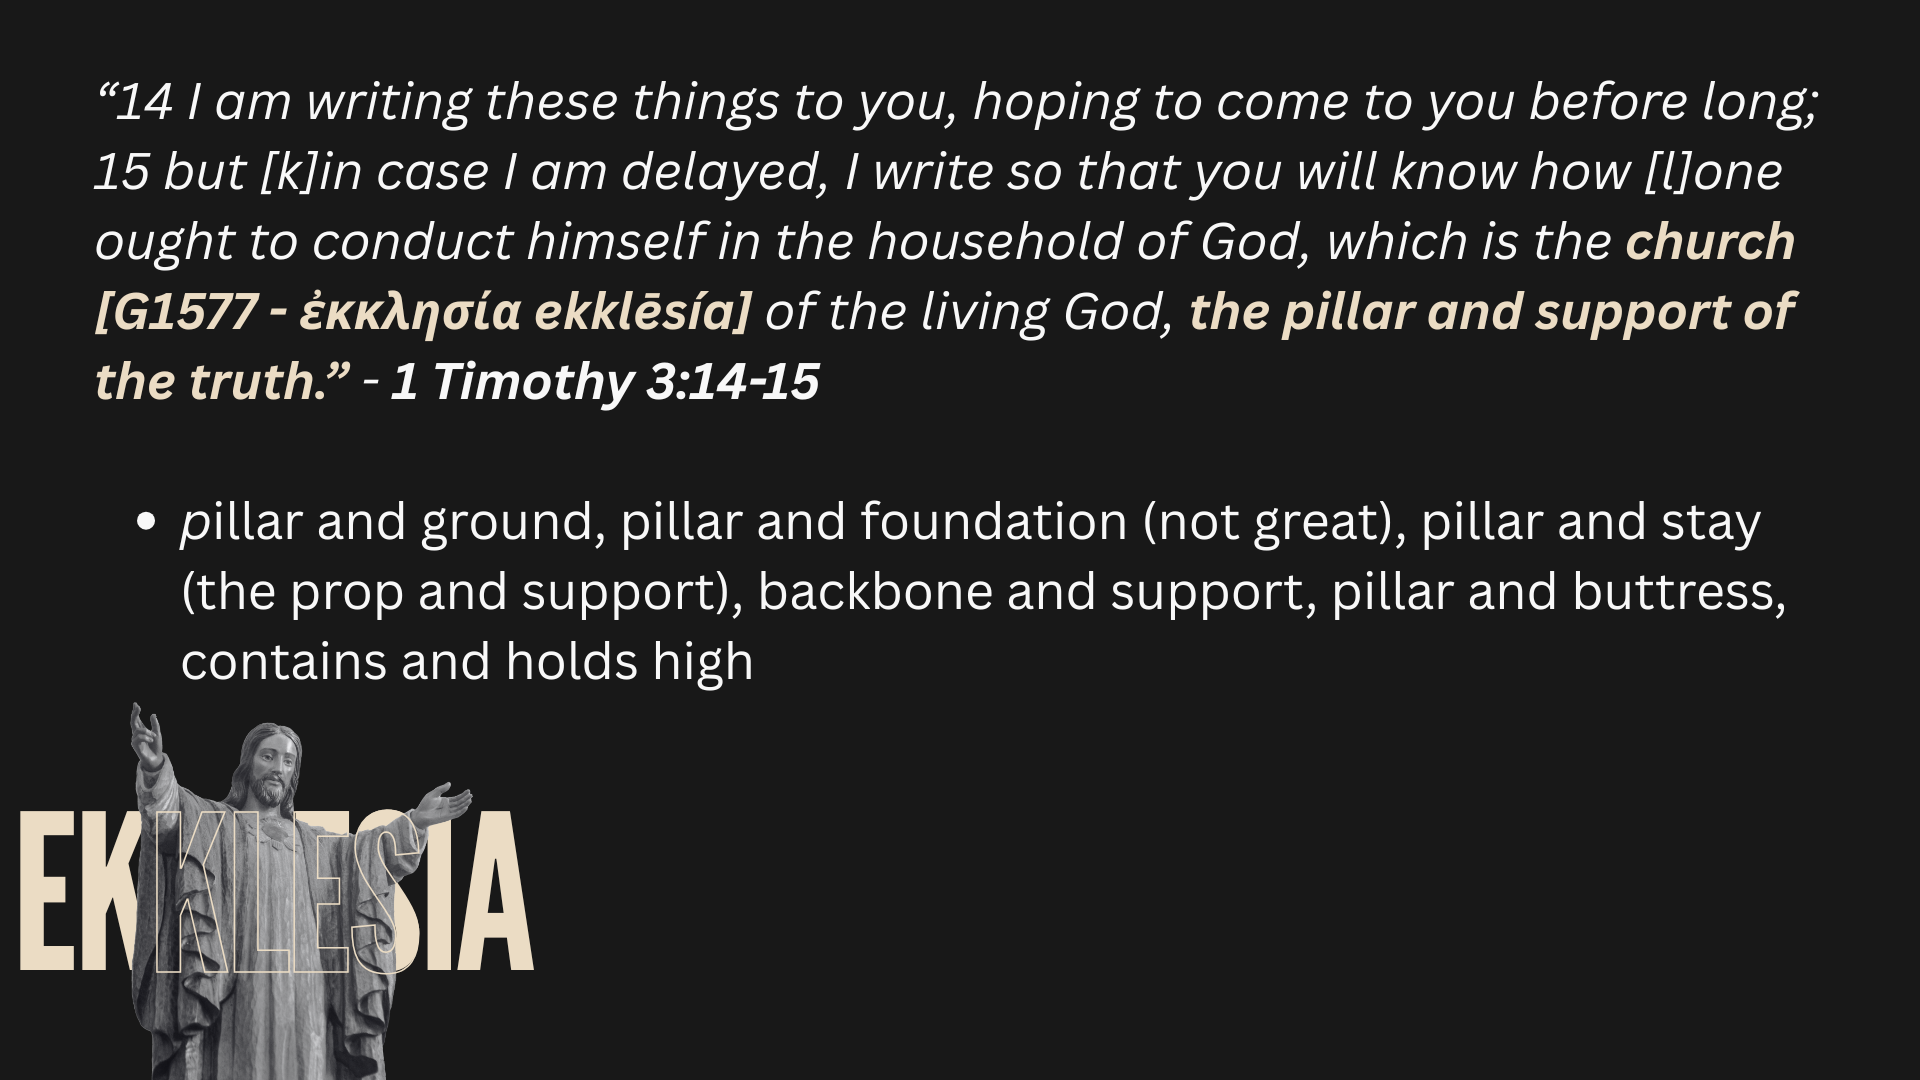 “14 I am writing these things to you, hoping to come to you before long;
15 but [k]in case I am delayed, I write so that you will know how [l]one
ought to conduct himself in the household of God, which is the church
[G1577 - ἐκκλησία ekklēsía] of the living God, the pillar and support of
the truth.” - 1 Timothy 3:14-15
• pillar and ground, pillar and foundation (not great), pillar and stay
(the prop and support), backbone and support, pillar and buttress,
contains and holds high
EKKLESIA